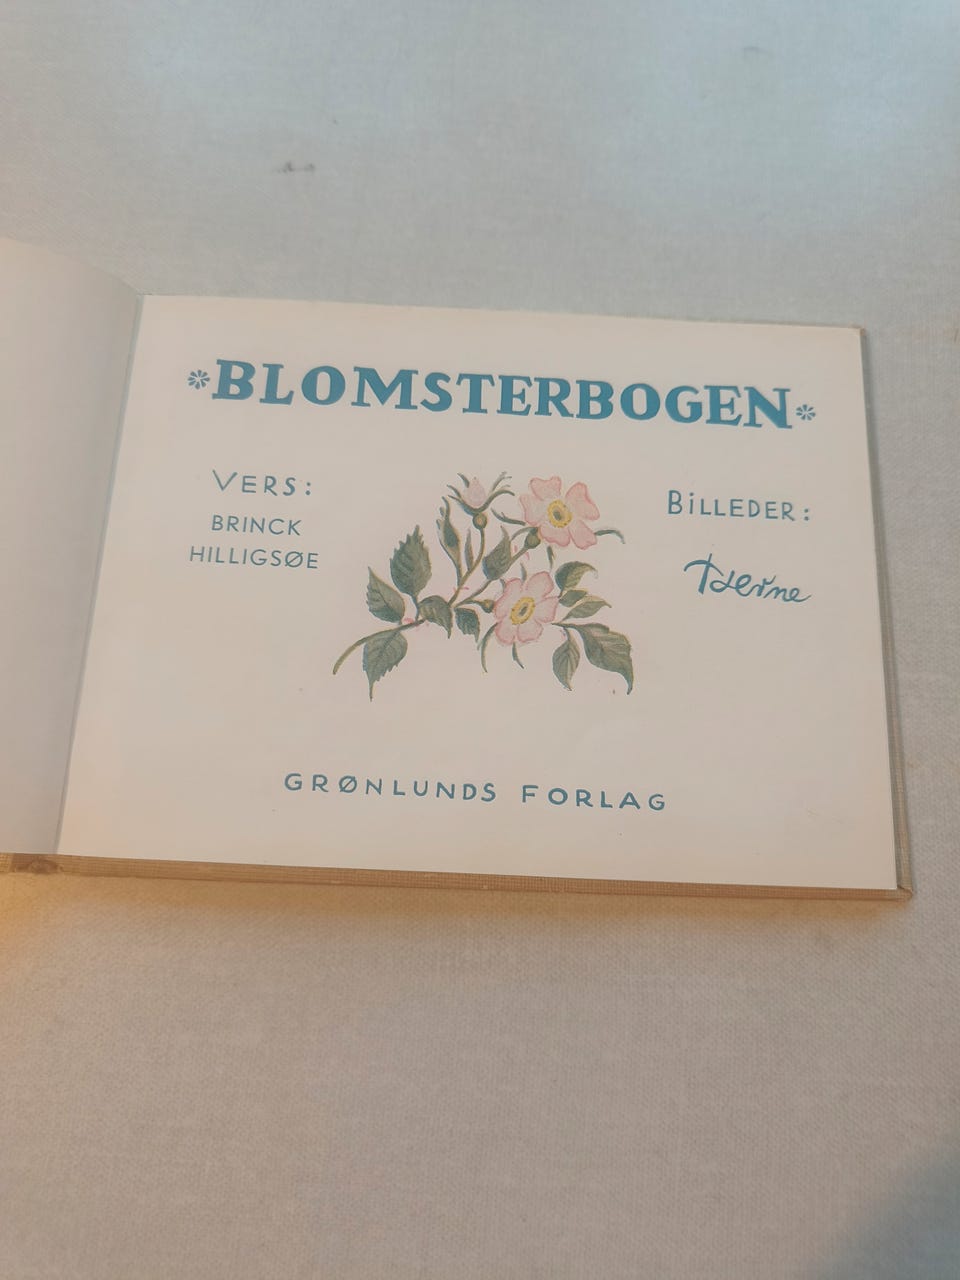 BLOMSTERBOGEN
VERS:
BRINCK
HILLIGSØE
BILLEDER:
GRØNLUNDS FORLAG